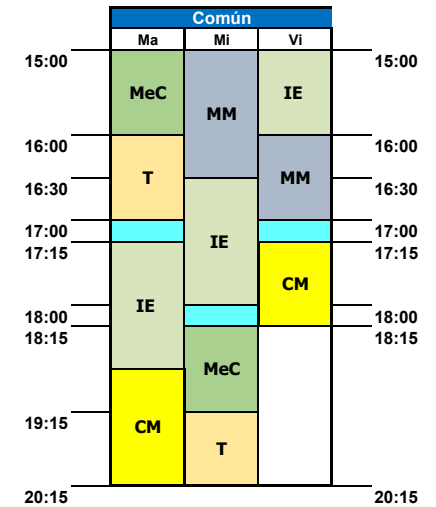 Común
Ma Mi Vi
15:00 15:00
MeC IE
MM
16:00 16:00
T MM
16:30 16:30
17:00 17:00
IE
17:15 17:15
CM
IE
18:00 18:00
18:15 18:15
MeC
19:15 19:15
CM
T
20:15 20:15